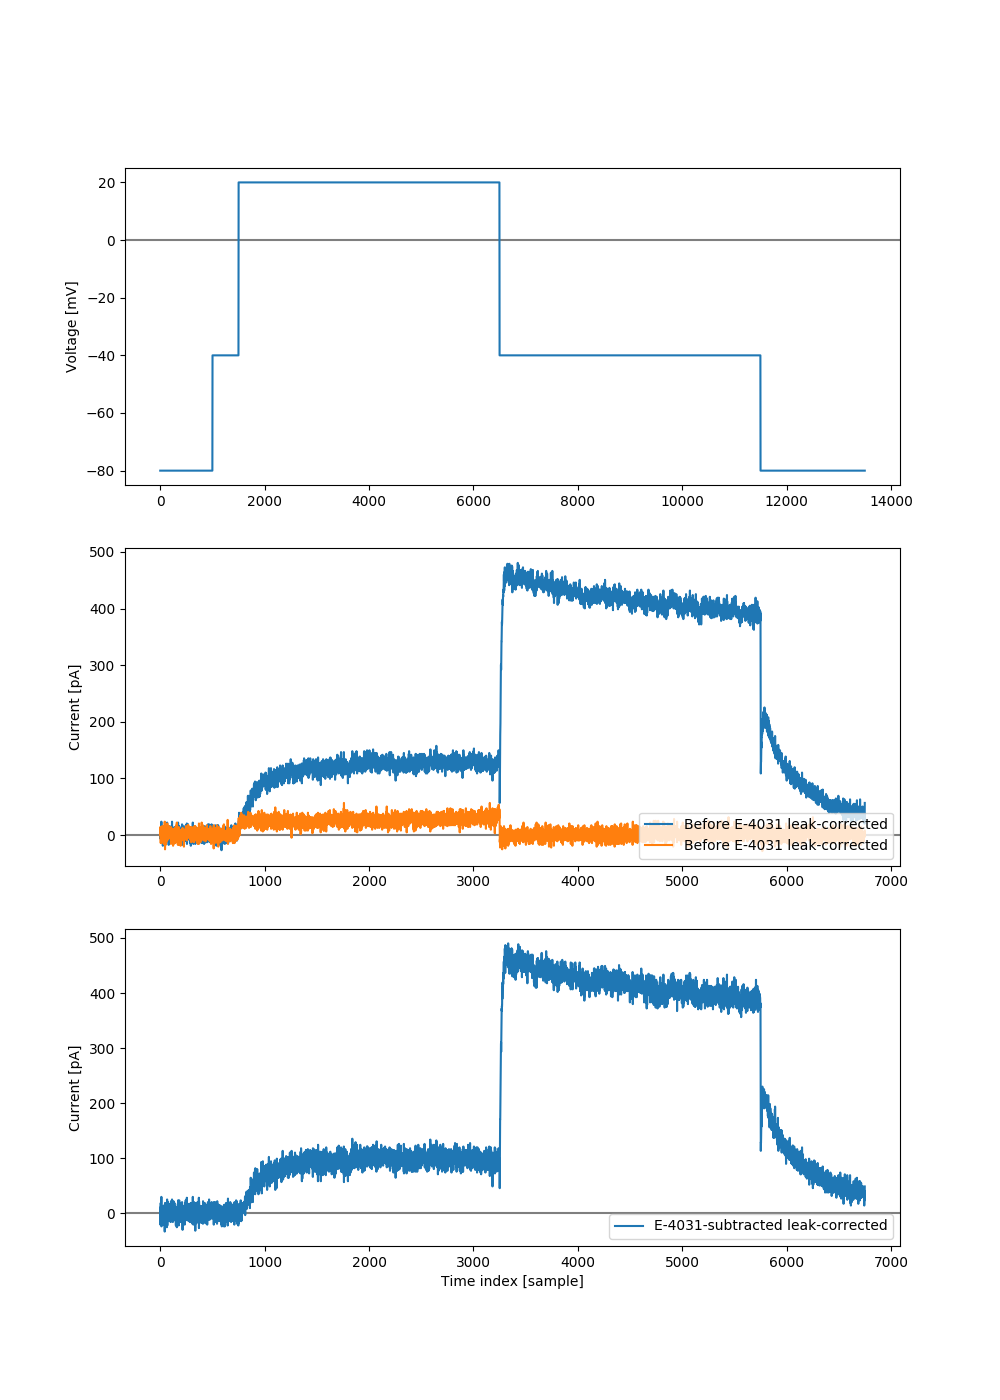 20
0
−20
−40
−60
−80
Voltage [mV]
0 2000 4000 6000 8000 10000 12000 14000
500
400
300
200
100
0
Current [pA]
Before E-4031 leak-corrected
Before E-4031 leak-corrected
0 1000 2000 3000 4000 5000 6000 7000
500
400
300
200
100
0
Current [pA]
E-4031-subtracted leak-corrected
0 1000 2000 3000 4000 5000 6000 7000
Time index [sample]